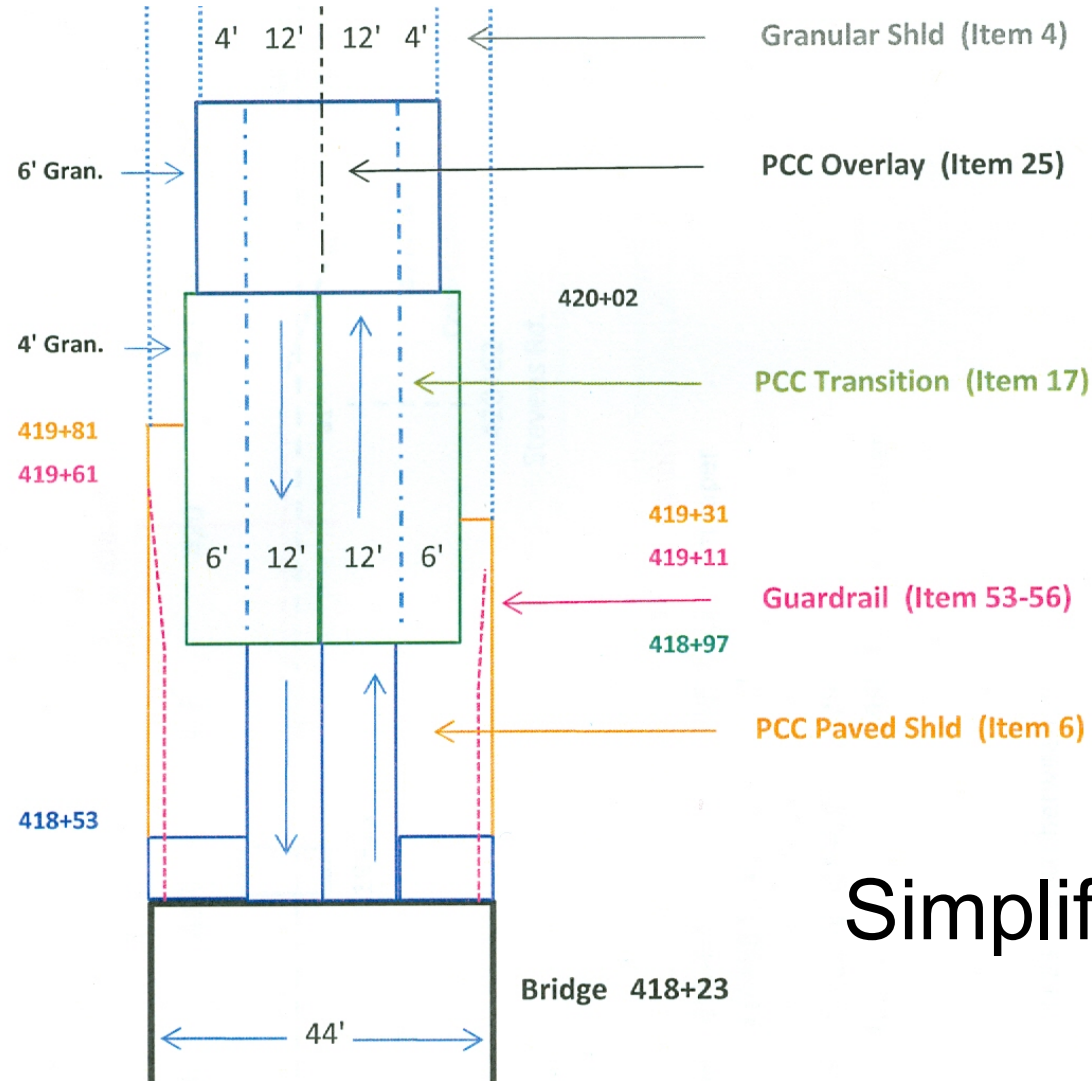 4' 12' 12' 4'
Granular Shld (Item 4)
6' Gran.
PCC Overlay (Item 25)
420+02
4' Gran.
PCC Transition (Item 17)
419+81
419+61
419+31
6' 12' 12' 6'
419+11
Guardrail (Item 53-56)
418+97
PCC Paved Shld (Item 6)
418+53
Simplif
Bridge 418+23
44'